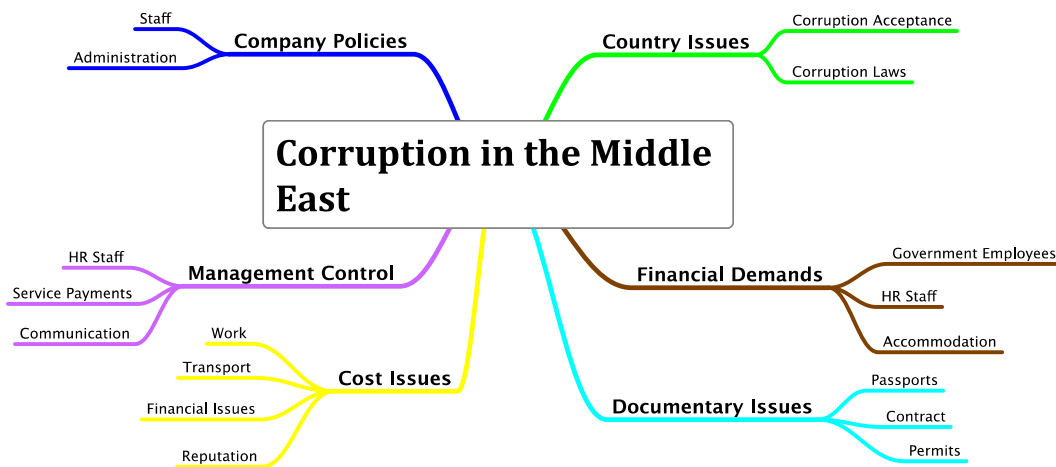 Corruption in the Middle
East
Company Policies
Staff
Administration
Country Issues
Corruption Acceptance
Corruption Laws
Management Control
HR Staff
Service Payments
Communication
Financial Demands
Government Employees
HR Staff
Accommodation
Cost Issues
Work
Transport
Financial Issues
Reputation
Documentary Issues
Passports
Contract
Permits